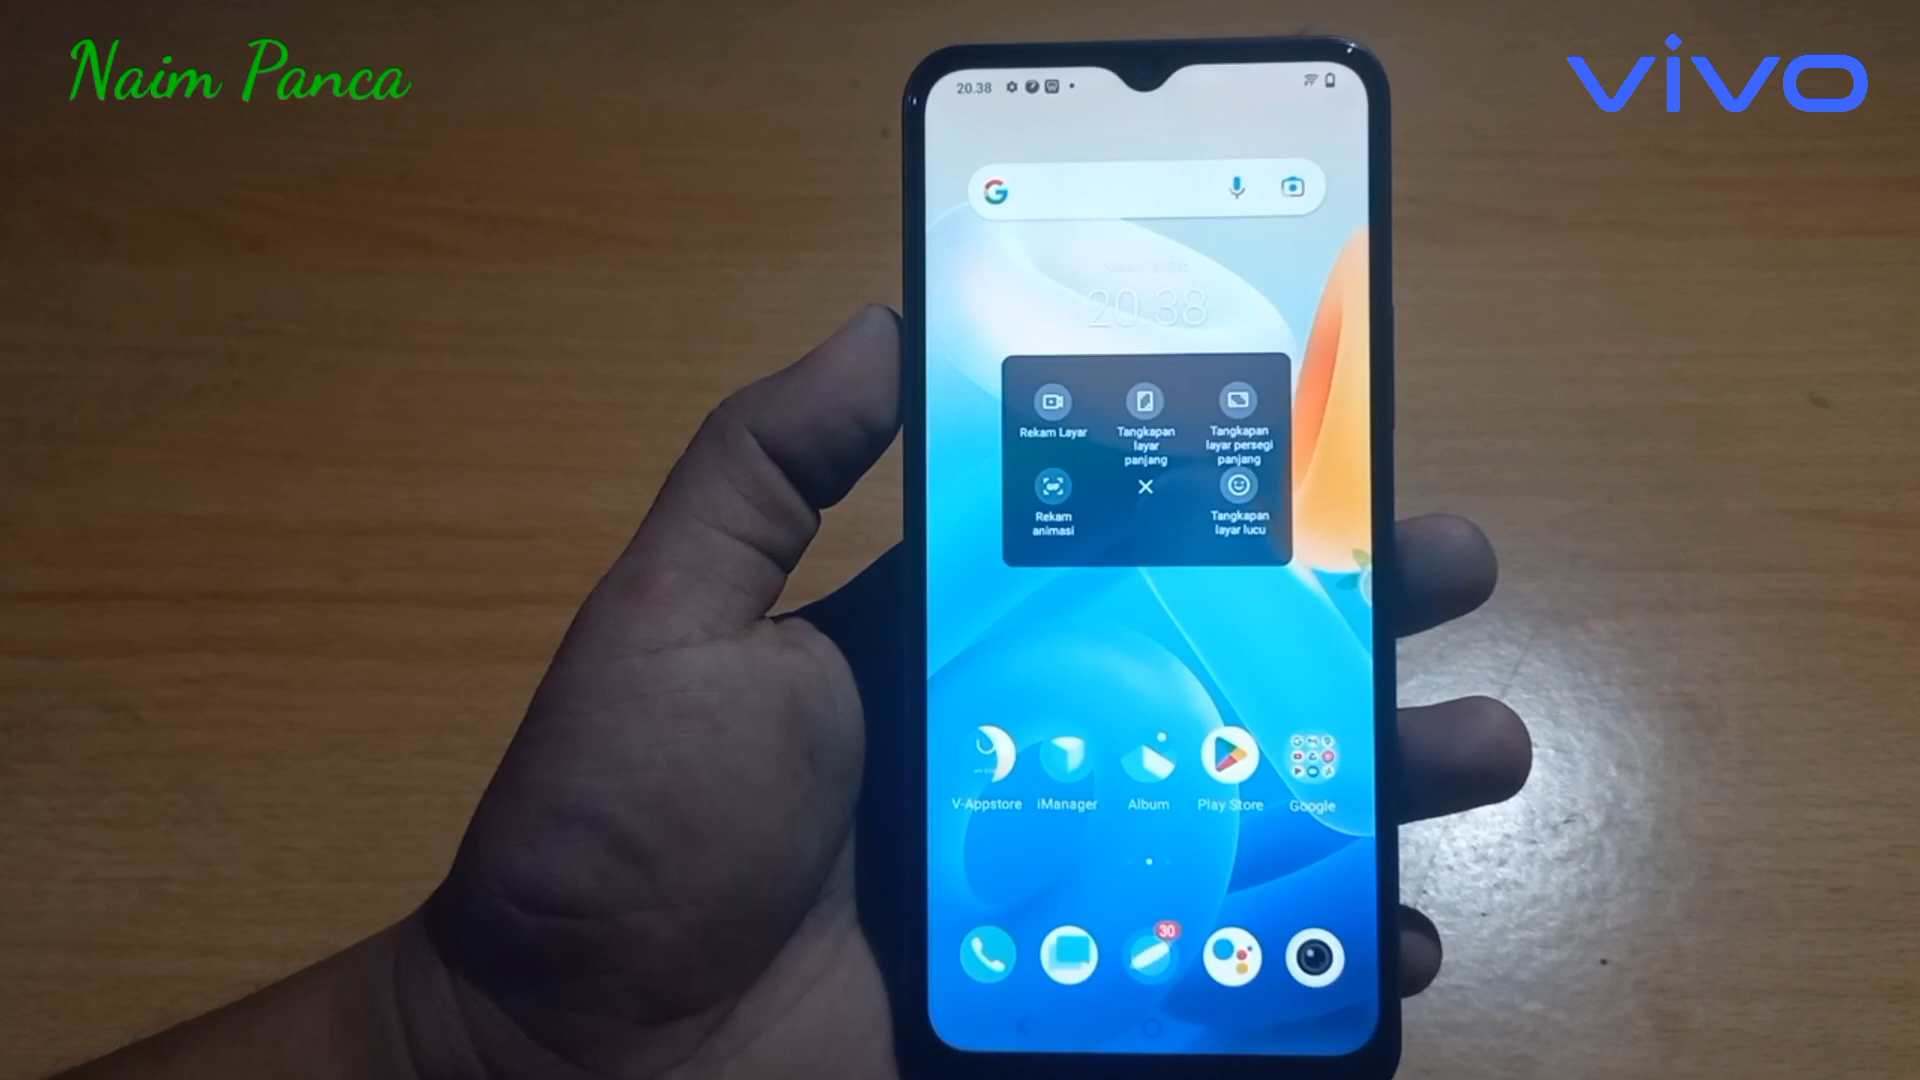 Naim Panca
vivo
20.38
20.38
Rekam Layar
Tangkapan
layar
panjang
Tangkapan
layar persegi
panjang
Rekam
animasi
Tangkapan
layar lucu
V-Appstore
iManager
Album
Play Store
Google
30